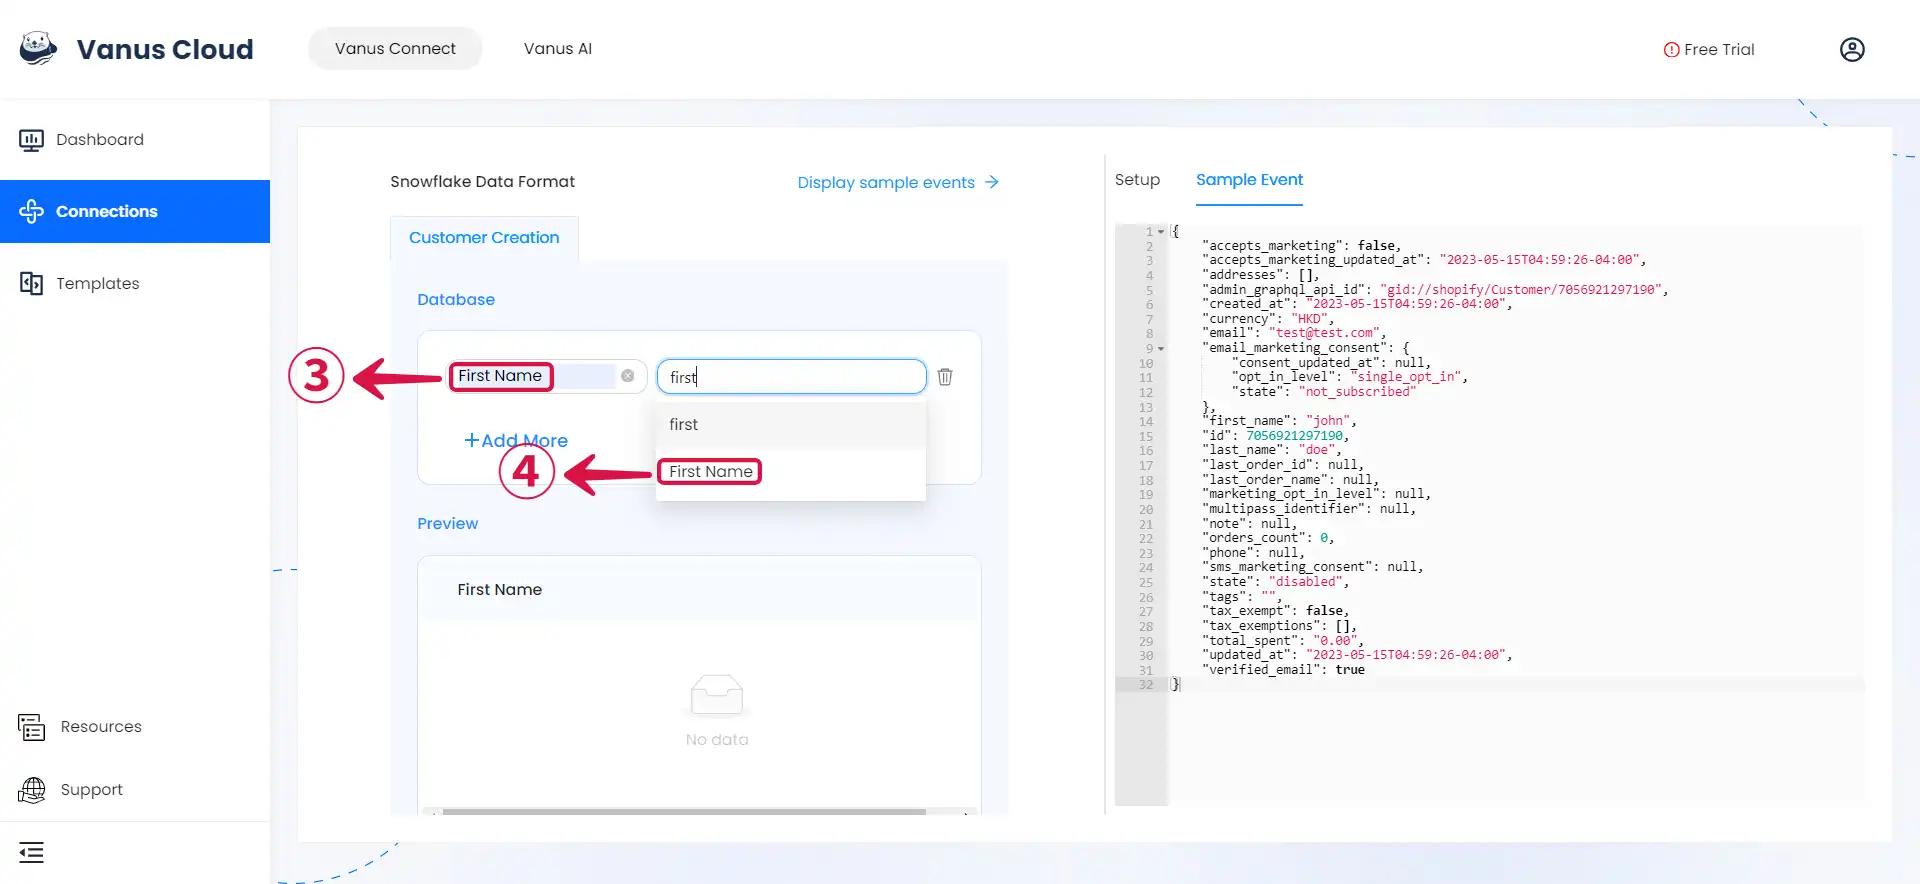 Vanus Cloud
Vanus Connect
Vanus AI
Free Trial
Dashboard
Connections
Templates
Resources
Support
Snowflake Data Format
Display sample events
Customer Creation
Database
3
First Name
first
first
+Add More
4
First Name
Preview
First Name
No data
Setup
Sample Event
1 {
2 "accepts_marketing": false,
3 "accepts_marketing_updated_at": "2023-05-15T04:59:26-04:00",
4 "addresses": [],
5 "admin_graphql_api_id": "gid://shopify/Customer/7056921297190",
6 "created_at": "2023-05-15T04:59:26-04:00",
7 "currency": "HKD",
8 "email": "test@test.com",
9 "email_marketing_consent": {
10 "consent_updated_at": null,
11 "opt_in_level": "single_opt_in",
12 "state": "not_subscribed"
13 },
14 "first_name": "john",
15 "id": 7056921297190,
16 "last_name": "doe",
17 "last_order_id": null,
18 "last_order_name": null,
19 "marketing_opt_in_level": null,
20 "multipass_identifier": null,
21 "note": null,
22 "orders_count": 0,
23 "phone": null,
24 "sms_marketing_consent": null,
25 "state": "disabled",
26 "tags": "",
27 "tax_exempt": false,
28 "tax_exemptions": [],
29 "total_spent": "0.00",
30 "updated_at": "2023-05-15T04:59:26-04:00",
31 "verified_email": true
32 }